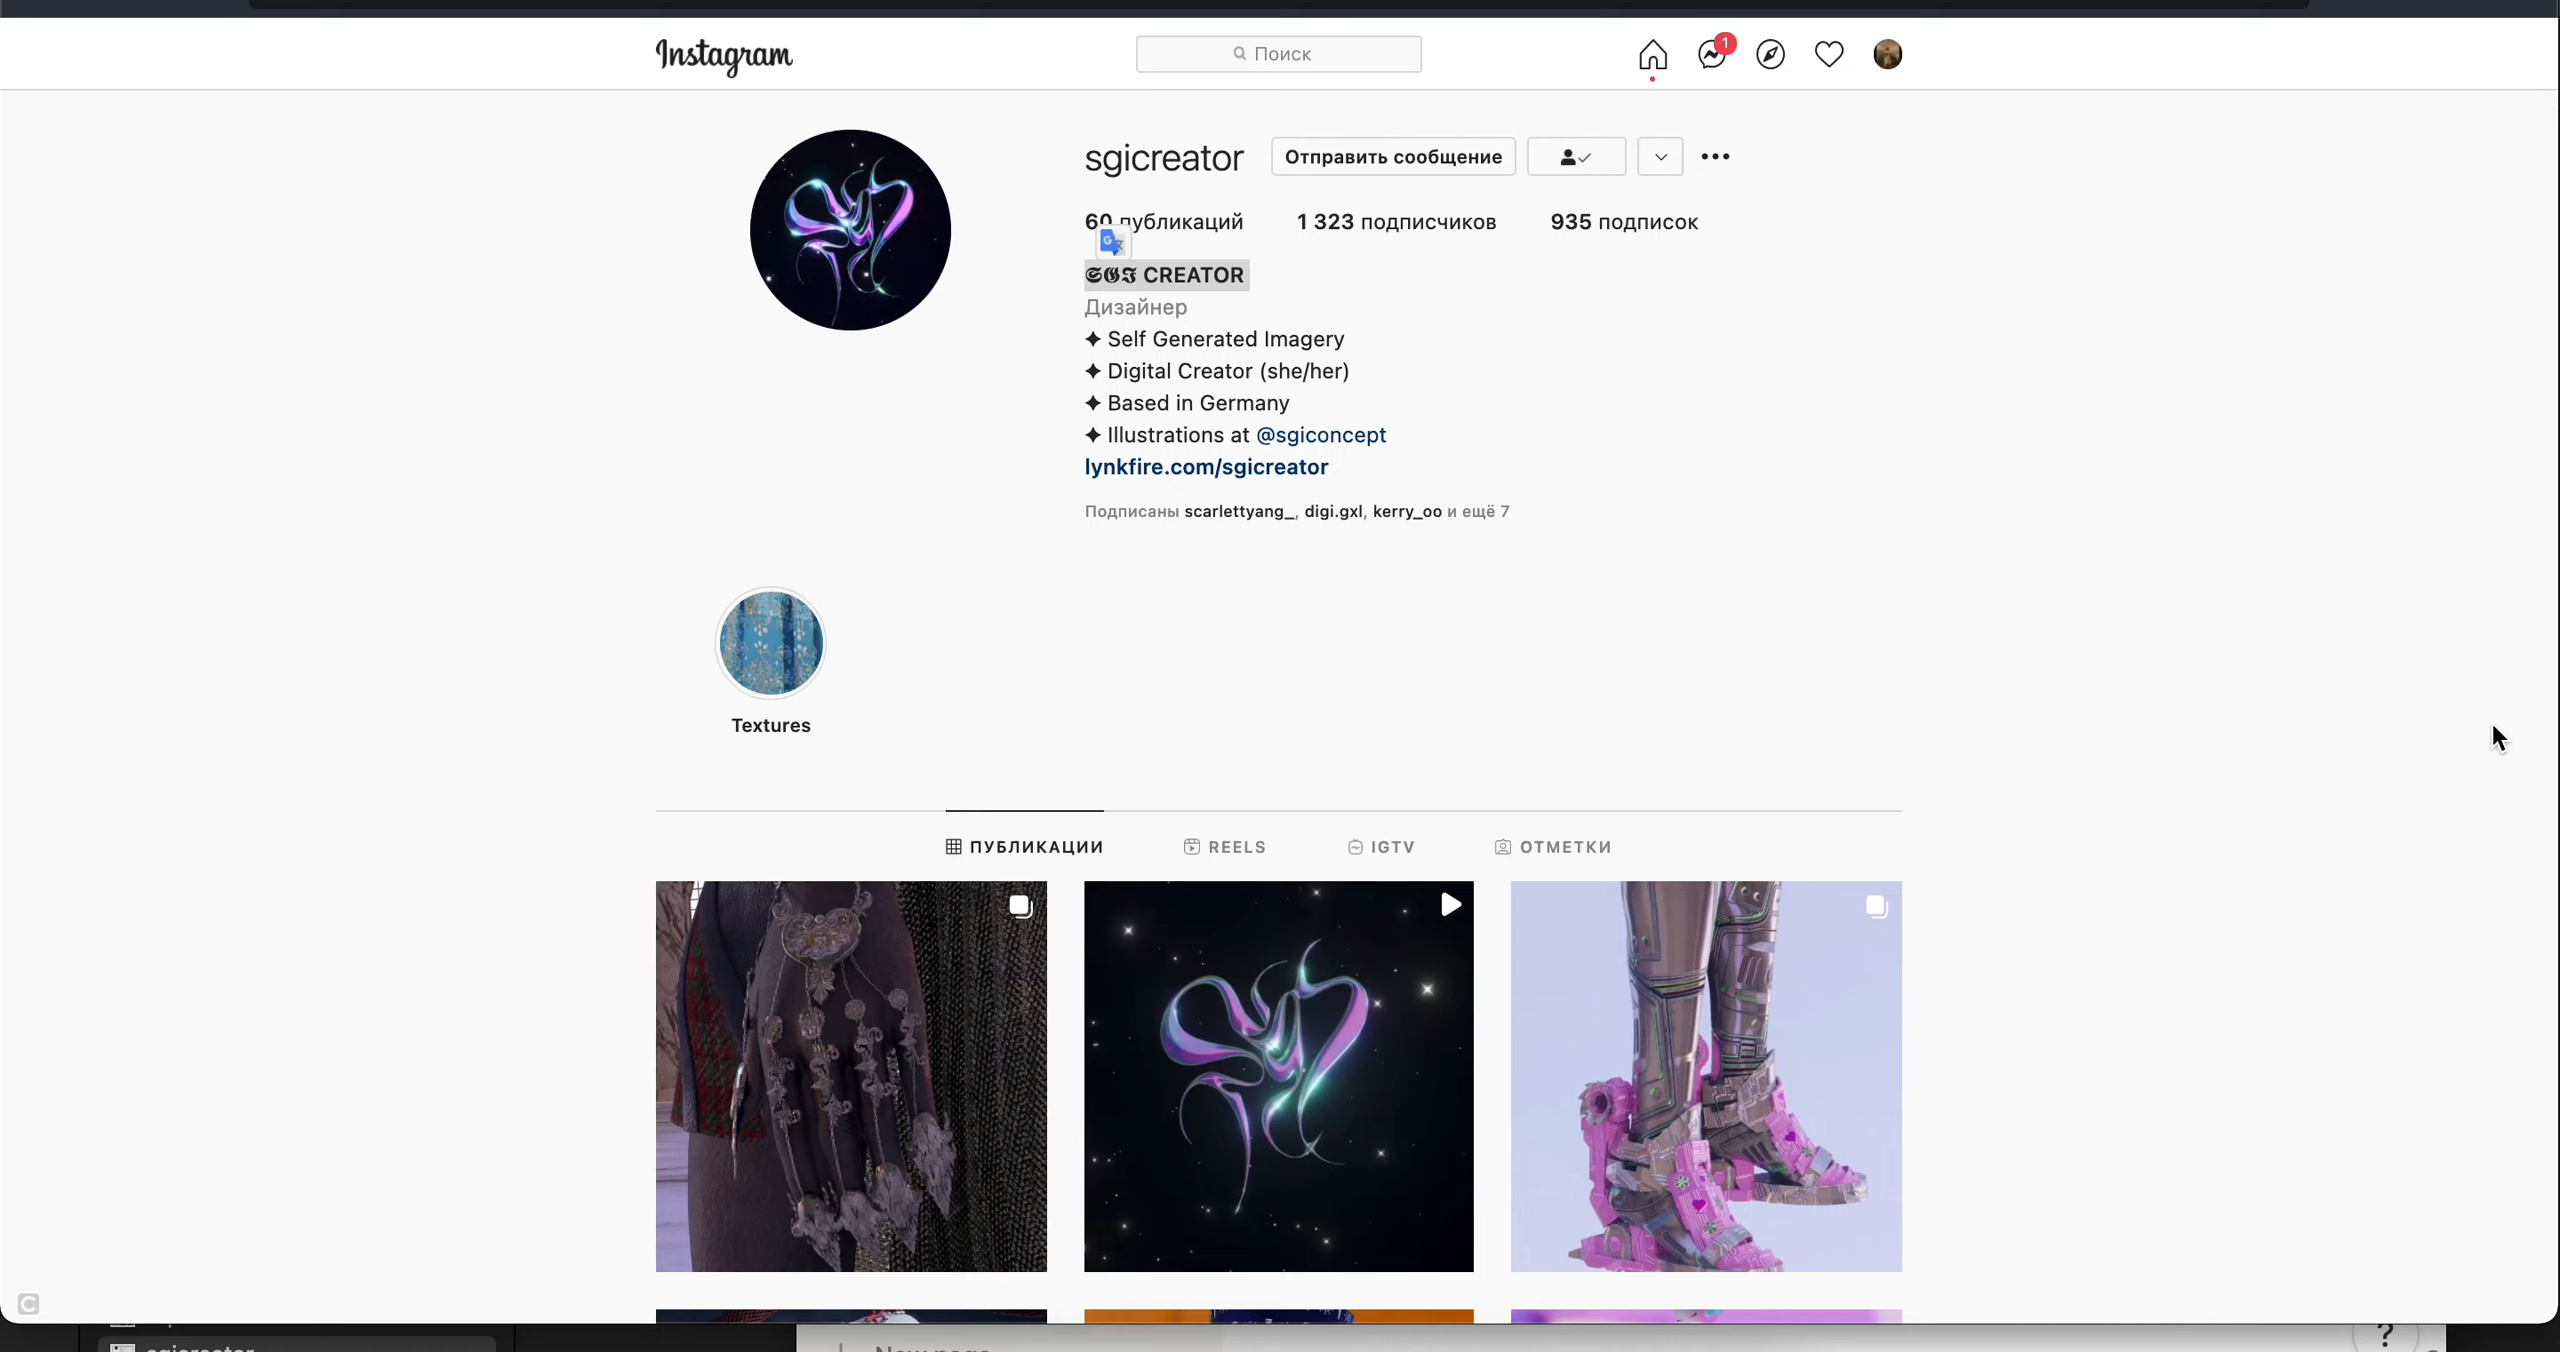 Instagram
Поиск
1
sgicreator
Отправить сообщение
60 публикаций 1 323 подписчиков 935 подписок
𝕾𝕲𝕴 CREATOR
Дизайнер
✦ Self Generated Imagery
✦ Digital Creator (she/her)
✦ Based in Germany
✦ Illustrations at @sgiconcept
lynkfire.com/sgicreator
Подписаны scarlettyang_, digi.gxl, kerry_oo и ещё 7
Textures
ПУБЛИКАЦИИ REELS IGTV ОТМЕТКИ